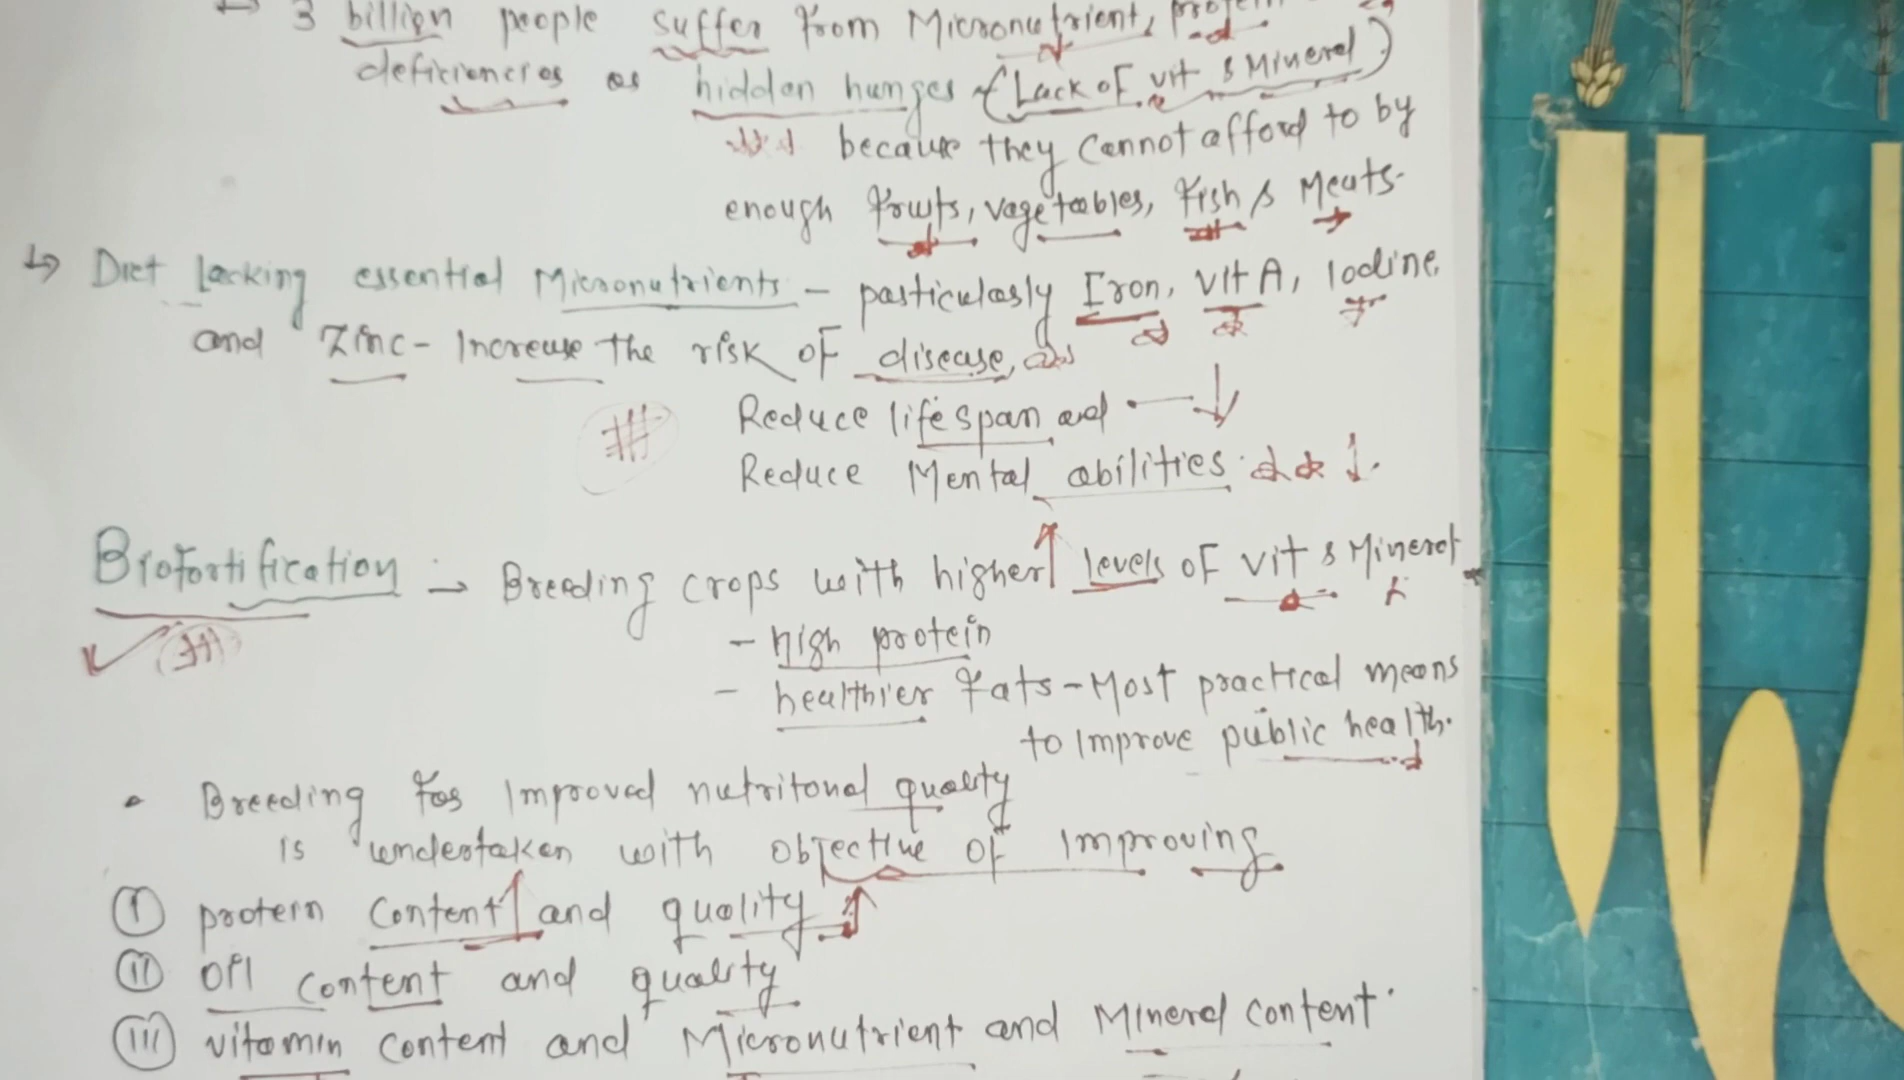 ↳ 3 billion people suffer from Micronutrient, protein
deficiencies or hidden hunger (Lack of vit & Mineral)
because they Cannot afford to by
enough fruits, vagetables, Fish & Meats.
↳ Diet lacking essential Micronutrients – particularly Iron, Vit A, Iodine,
and Zinc – Increase the risk of disease,
Reduce lifespan and
Reduce Mental abilities.
Biofortification → Breeding crops with higher↑ levels of vit & Mineral
– high protein
– healthier fats – Most practical means
to Improve public health.
• Breeding for Improved nutritonal quality
is undertaken with objective of Improving
(I) protein Content↑ and quality ↑
(II) oil content and quality
(III) vitamin content and Micronutrient and Mineral content.